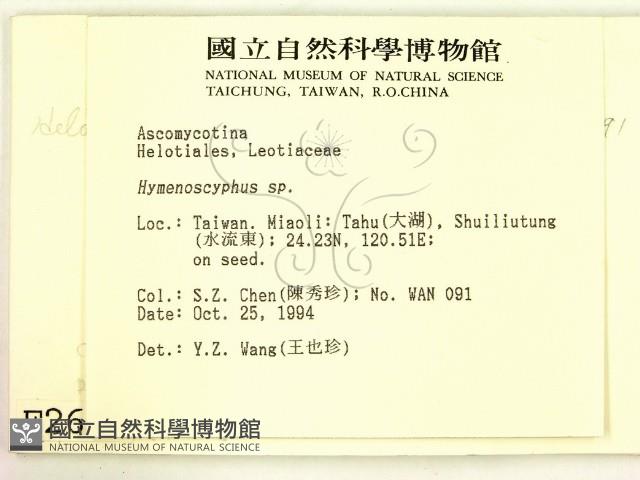 國立自然科學博物館
NATIONAL MUSEUM OF NATURAL SCIENCE
TAICHUNG, TAIWAN, R.O.CHINA
Helo
91
Ascomycotina
Helotiales, Leotiaceae
Hymenoscyphus sp.
Loc.: Taiwan. Miaoli: Tahu(大湖), Shuiliutung
(水流東); 24.23N, 120.51E;
on seed.
Col.: S.Z. Chen(陳秀珍); No. WAN 091
Date: Oct. 25, 1994
Det.: Y.Z. Wang(王也珍)
F26
國立自然科學博物館
NATIONAL MUSEUM OF NATURAL SCIENCE